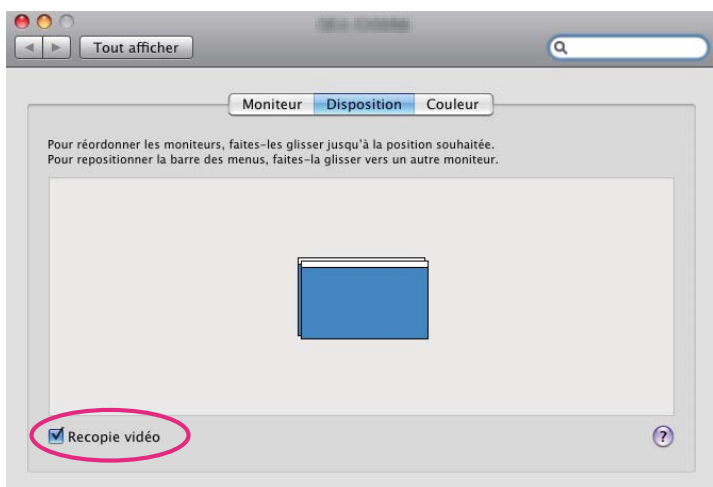 Tout afficher
Moniteur Disposition Couleur
Pour réordonner les moniteurs, faites-les glisser jusqu'à la position souhaitée.
Pour repositionner la barre des menus, faites-la glisser vers un autre moniteur.
Recopie vidéo
?